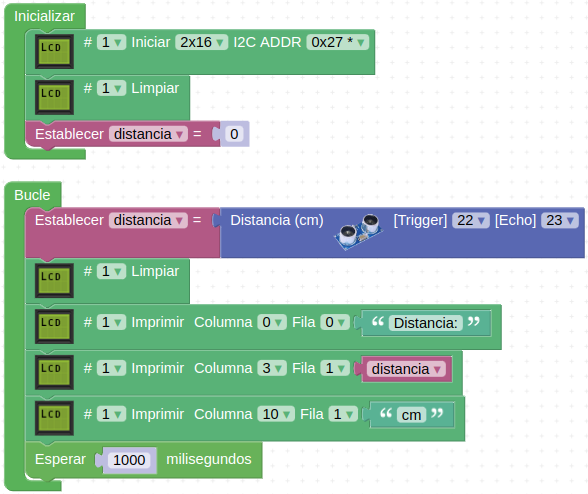 Inicializar
LCD # 1 Iniciar 2x16 I2C ADDR 0x27 *
LCD # 1 Limpiar
Establecer distancia = 0
Bucle
Establecer distancia = Distancia (cm) [Trigger] 22 [Echo] 23
LCD # 1 Limpiar
LCD # 1 Imprimir Columna 0 Fila 0 “ Distancia: ”
LCD # 1 Imprimir Columna 3 Fila 1 distancia
LCD # 1 Imprimir Columna 10 Fila 1 “ cm ”
Esperar 1000 milisegundos